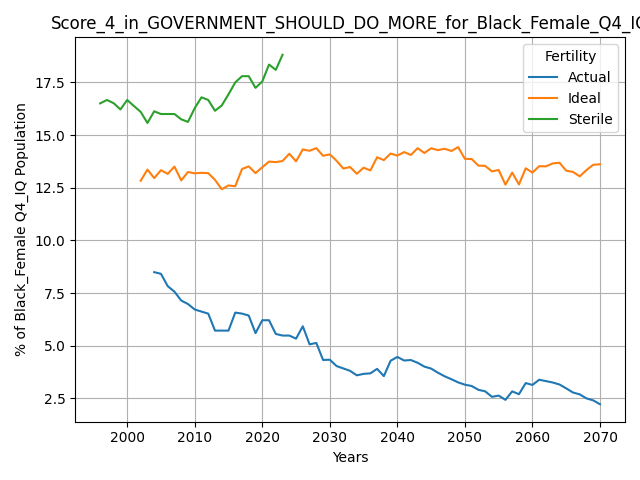 Score_4_in_GOVERNMENT_SHOULD_DO_MORE_for_Black_Female_Q4_IQ
Fertility
Actual
Ideal
Sterile
% of Black_Female Q4_IQ Population
17.5
15.0
12.5
10.0
7.5
5.0
2.5
2000 2010 2020 2030 2040 2050 2060 2070
Years